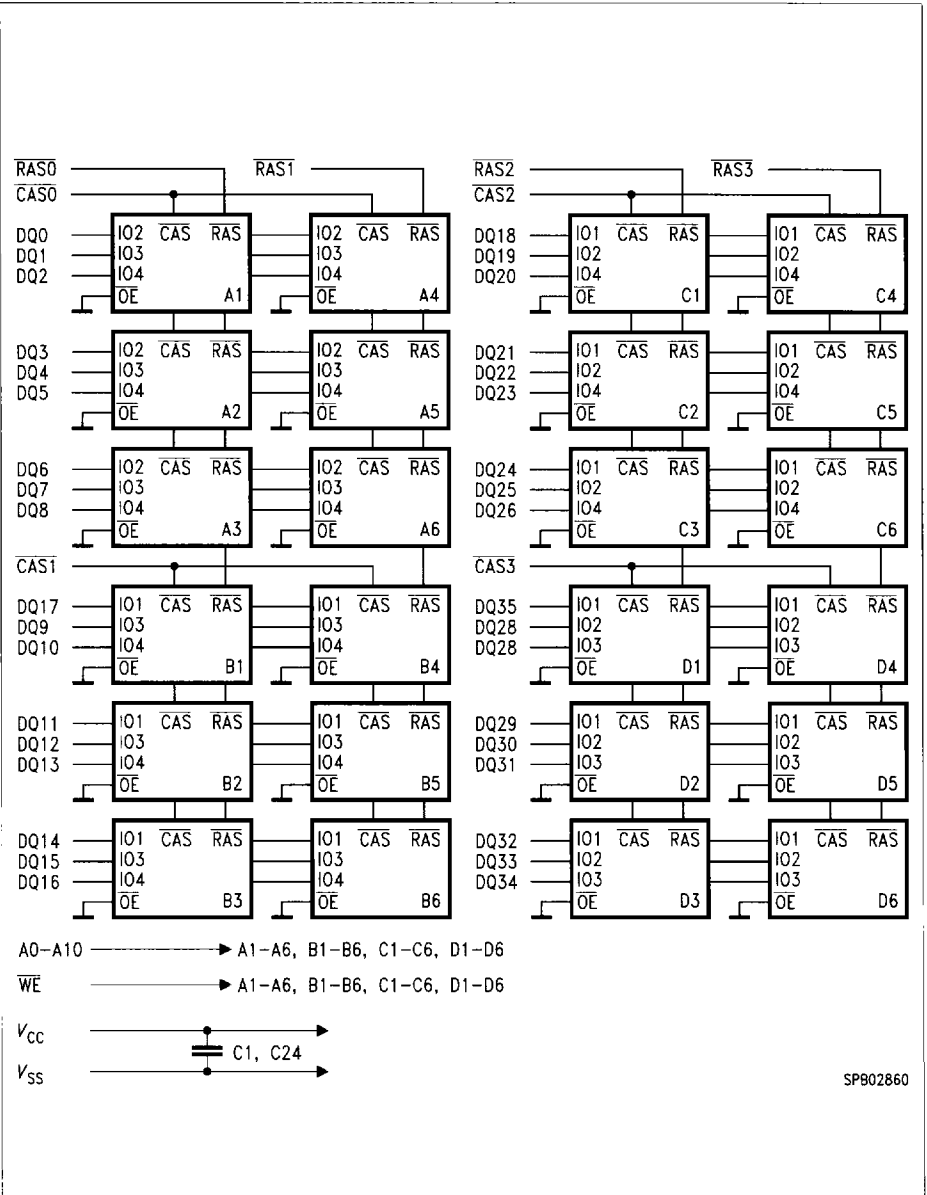 RAS0 RAS1 RAS2 RAS3
CAS0 CAS2
DQ0 IO2 CAS RAS IO2 CAS RAS DQ18 IO1 CAS RAS IO1 CAS RAS
DQ1 IO3 IO3 DQ19 IO2 IO2
DQ2 IO4 IO4 DQ20 IO4 IO4
OE A1 OE A4 OE C1 OE C4
DQ3 IO2 CAS RAS IO2 CAS RAS DQ21 IO1 CAS RAS IO1 CAS RAS
DQ4 IO3 IO3 DQ22 IO2 IO2
DQ5 IO4 IO4 DQ23 IO4 IO4
OE A2 OE A5 OE C2 OE C5
DQ6 IO2 CAS RAS IO2 CAS RAS DQ24 IO1 CAS RAS IO1 CAS RAS
DQ7 IO3 IO3 DQ25 IO2 IO2
DQ8 IO4 IO4 DQ26 IO4 IO4
OE A3 OE A6 OE C3 OE C6
CAS1 CAS3
DQ17 IO1 CAS RAS IO1 CAS RAS DQ35 IO1 CAS RAS IO1 CAS RAS
DQ9 IO3 IO3 DQ28 IO2 IO2
DQ10 IO4 IO4 DQ28 IO3 IO3
OE B1 OE B4 OE D1 OE D4
DQ11 IO1 CAS RAS IO1 CAS RAS DQ29 IO1 CAS RAS IO1 CAS RAS
DQ12 IO3 IO3 DQ30 IO2 IO2
DQ13 IO4 IO4 DQ31 IO3 IO3
OE B2 OE B5 OE D2 OE D5
DQ14 IO1 CAS RAS IO1 CAS RAS DQ32 IO1 CAS RAS IO1 CAS RAS
DQ15 IO3 IO3 DQ33 IO2 IO2
DQ16 IO4 IO4 DQ34 IO3 IO3
OE B3 OE B6 OE D3 OE D6
A0-A10 A1-A6, B1-B6, C1-C6, D1-D6
WE A1-A6, B1-B6, C1-C6, D1-D6
VCC
C1, C24
VSS
SPB02860